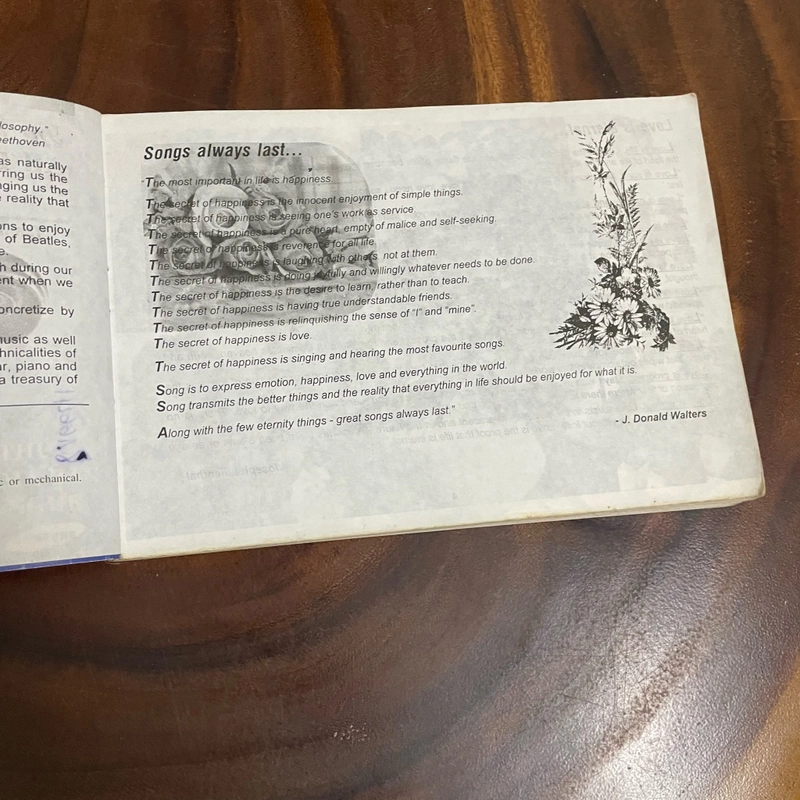 losophy."
eethoven
as naturally
rring us the
nging us the
reality that
ons to enjoy
of Beatles,
e.
h during our
ent when we
oncretize by
nusic as well
hnicalities of
ar, piano and
a treasury of
c or mechanical.
Songs always last...
"The most important in life is happiness...
The secret of happiness is the innocent enjoyment of simple things.
The secret of happiness is seeing one's work as service.
The secret of happiness is a pure heart, empty of malice and self-seeking.
The secret of happiness is reverence for all life.
The secret of happiness is laughing with others, not at them.
The secret of happiness is doing joyfully and willingly whatever needs to be done.
The secret of happiness is the desire to learn, rather than to teach.
The secret of happiness is having true understandable friends.
The secret of happiness is relinquishing the sense of "I" and "mine".
The secret of happiness is love.
The secret of happiness is singing and hearing the most favourite songs.
Song is to express emotion, happiness, love and everything in the world.
Song transmits the better things and the reality that everything in life should be enjoyed for what it is.
Along with the few eternity things - great songs always last."
- J. Donald Walters